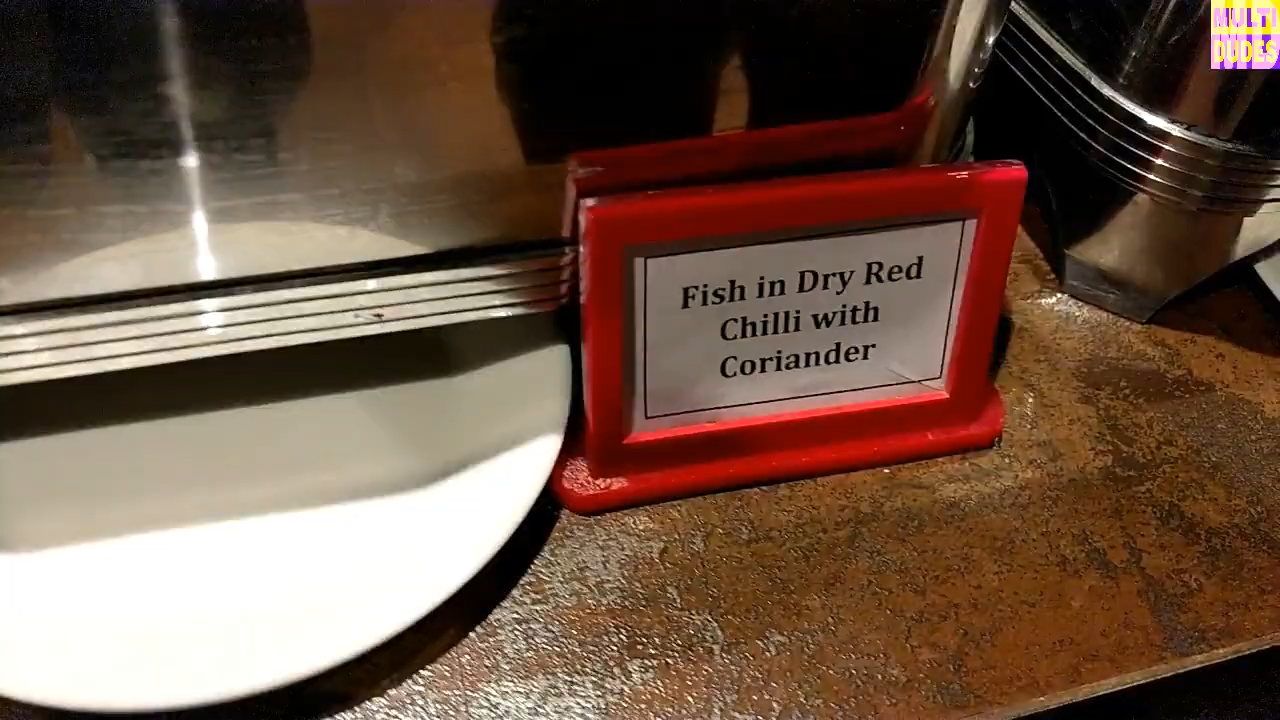 MULTI
DUDES
Fish in Dry Red
Chilli with
Coriander